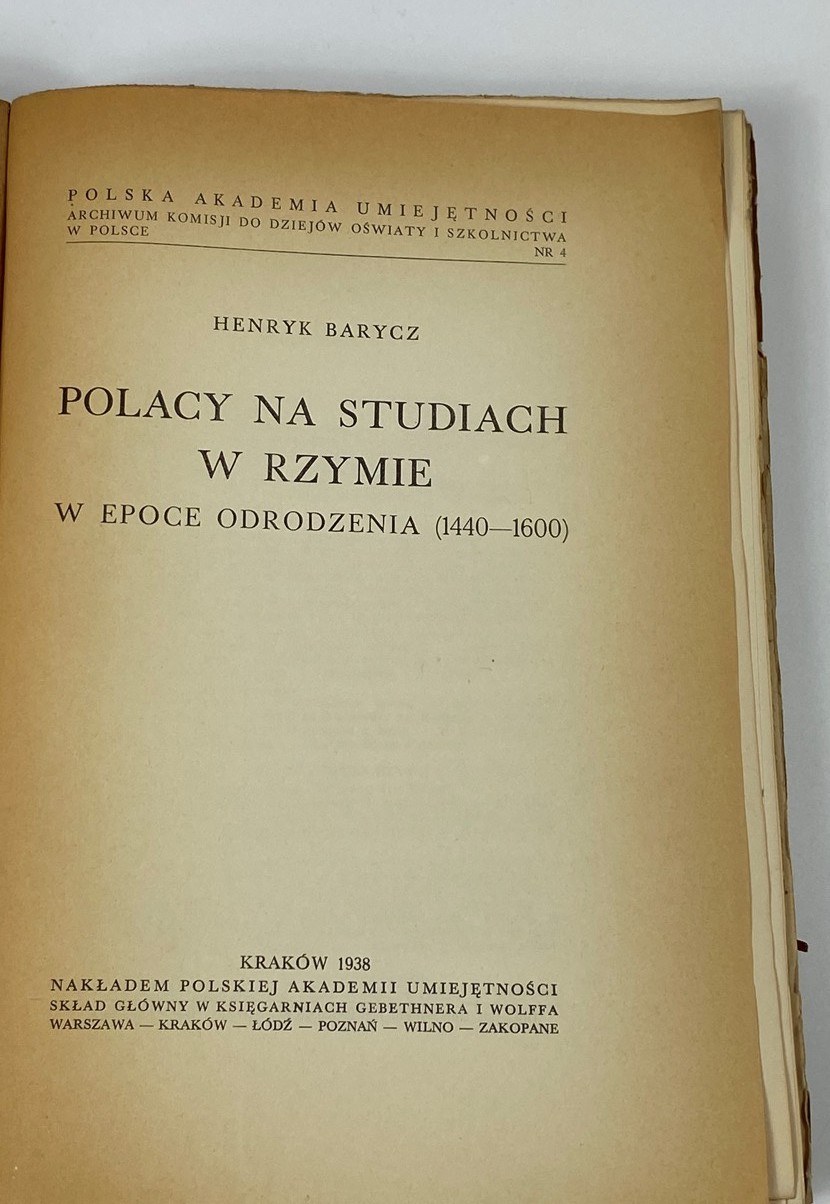 POLSKA AKADEMIA UMIEJĘTNOŚCI
ARCHIWUM KOMISJI DO DZIEJÓW OŚWIATY I SZKOLNICTWA
W POLSCE
NR 4
HENRYK BARYCZ
POLACY NA STUDIACH
W RZYMIE
W EPOCE ODRODZENIA (1440—1600)
KRAKÓW 1938
NAKŁADEM POLSKIEJ AKADEMII UMIEJĘTNOŚCI
SKŁAD GŁÓWNY W KSIĘGARNIACH GEBETHNERA I WOLFFA
WARSZAWA — KRAKÓW — ŁÓDŹ — POZNAŃ — WILNO — ZAKOPANE